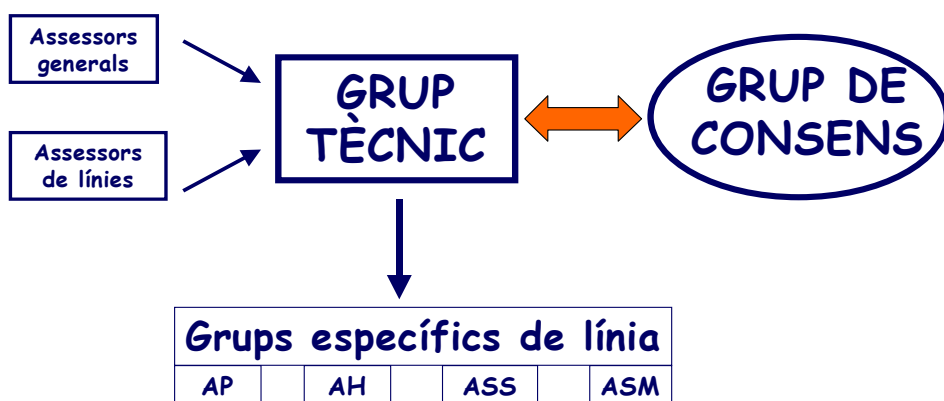 Assessors
generals
Assessors
de línies
GRUP
TÈCNIC
GRUP DE
CONSENS
Grups específics de línia
AP AH ASS ASM